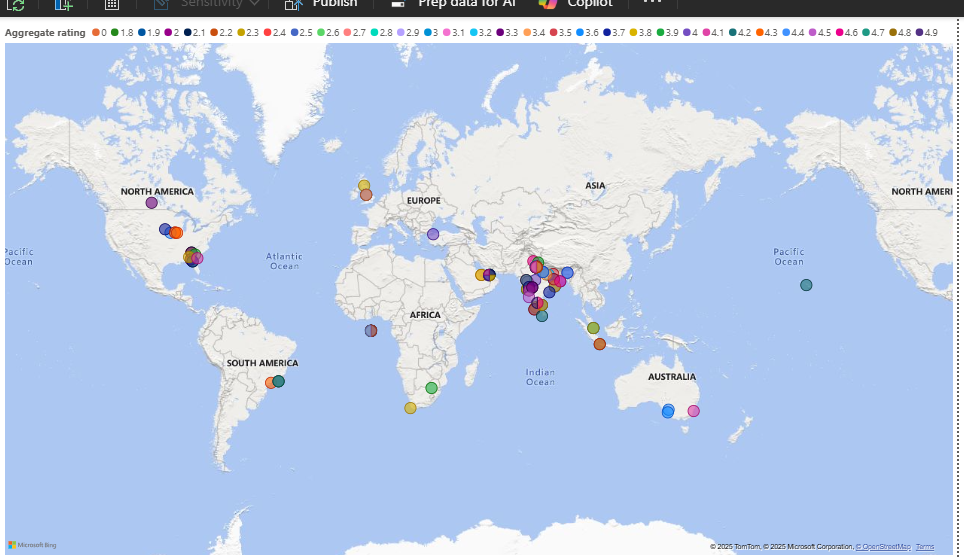 Sensitivity Publish Prep data for AI Copilot ...
Aggregate rating 0 1.8 1.9 2 2.1 2.2 2.3 2.4 2.5 2.6 2.7 2.8 2.9 3 3.1 3.2 3.3 3.4 3.5 3.6 3.7 3.8 3.9 4 4.1 4.2 4.3 4.4 4.5 4.6 4.7 4.8 4.9
ASIA
NORTH AMERICA
NORTH AMERI
EUROPE
Pacific
Ocean
Atlantic
Ocean
Pacific
Ocean
AFRICA
SOUTH AMERICA
Indian
Ocean
AUSTRALIA
Microsoft Bing
© 2025 TomTom, © 2025 Microsoft Corporation, © OpenStreetMap Terms